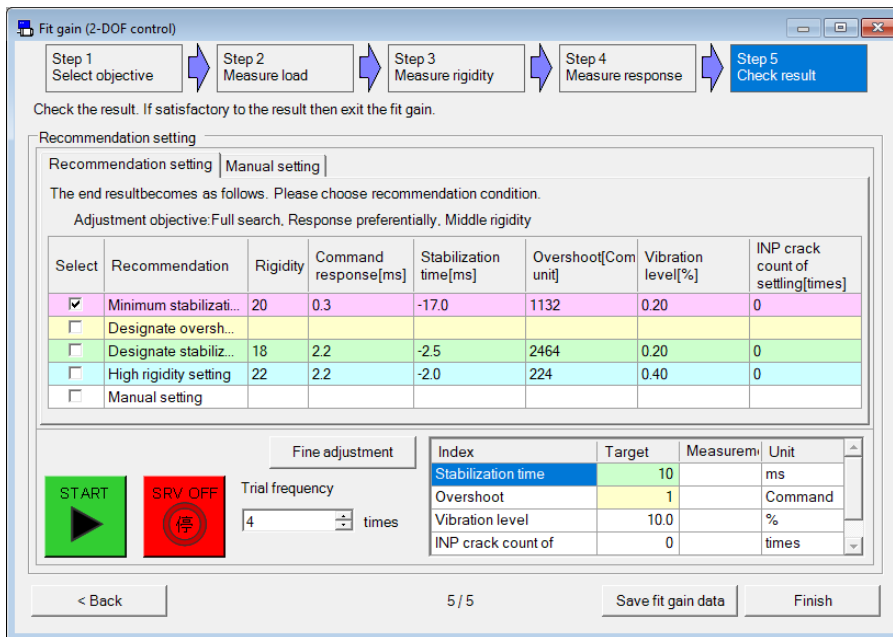 Fit gain (2-DOF control)
Step 1
Select objective
Step 2
Measure load
Step 3
Measure rigidity
Step 4
Measure response
Step 5
Check result
Check the result. If satisfactory to the result then exit the fit gain.
Recommendation setting
Recommendation setting Manual setting
The end resultbecomes as follows. Please choose recommendation condition.
Adjustment objective:Full search, Response preferentially, Middle rigidity
Select Recommendation Rigidity Command response[ms] Stabilization time[ms] Overshoot[Com unit] Vibration level[%] INP crack count of settling[times]
Minimum stabilizati... 20 0.3 -17.0 1132 0.20 0
Designate oversh...
Designate stabiliz... 18 2.2 -2.5 2464 0.20 0
High rigidity setting 22 2.2 -2.0 224 0.40 0
Manual setting
Fine adjustment
START
SRV OFF
停
Trial frequency
4 times
Index Target Measurem Unit
Stabilization time 10 ms
Overshoot 1 Command
Vibration level 10.0 %
INP crack count of 0 times
< Back
5 / 5
Save fit gain data
Finish